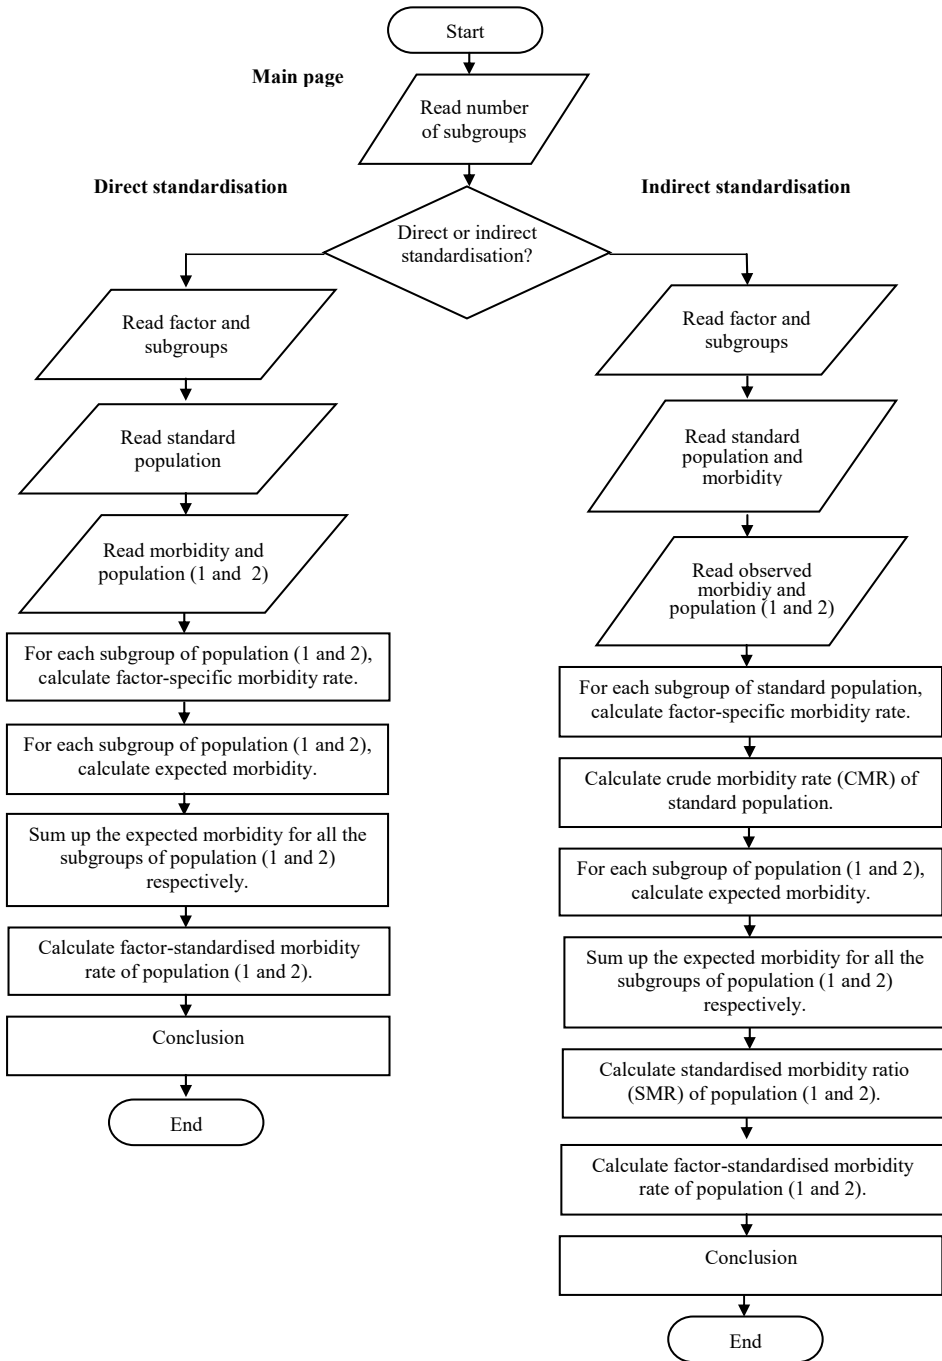 Start
Main page
Read number
of subgroups
Direct standardisation
Indirect standardisation
Direct or indirect
standardisation?
Read factor and
subgroups
Read standard
population
Read morbidity and
population (1 and 2)
For each subgroup of population (1 and 2),
calculate factor-specific morbidity rate.
For each subgroup of population (1 and 2),
calculate expected morbidity.
Sum up the expected morbidity for all the
subgroups of population (1 and 2)
respectively.
Calculate factor-standardised morbidity
rate of population (1 and 2).
Conclusion
End
Read factor and
subgroups
Read standard
population and
morbidity
Read observed
morbidiy and
population (1 and 2)
For each subgroup of standard population,
calculate factor-specific morbidity rate.
Calculate crude morbidity rate (CMR) of
standard population.
For each subgroup of population (1 and 2),
calculate expected morbidity.
Sum up the expected morbidity for all the
subgroups of population (1 and 2)
respectively.
Calculate standardised morbidity ratio
(SMR) of population (1 and 2).
Calculate factor-standardised morbidity
rate of population (1 and 2).
Conclusion
End